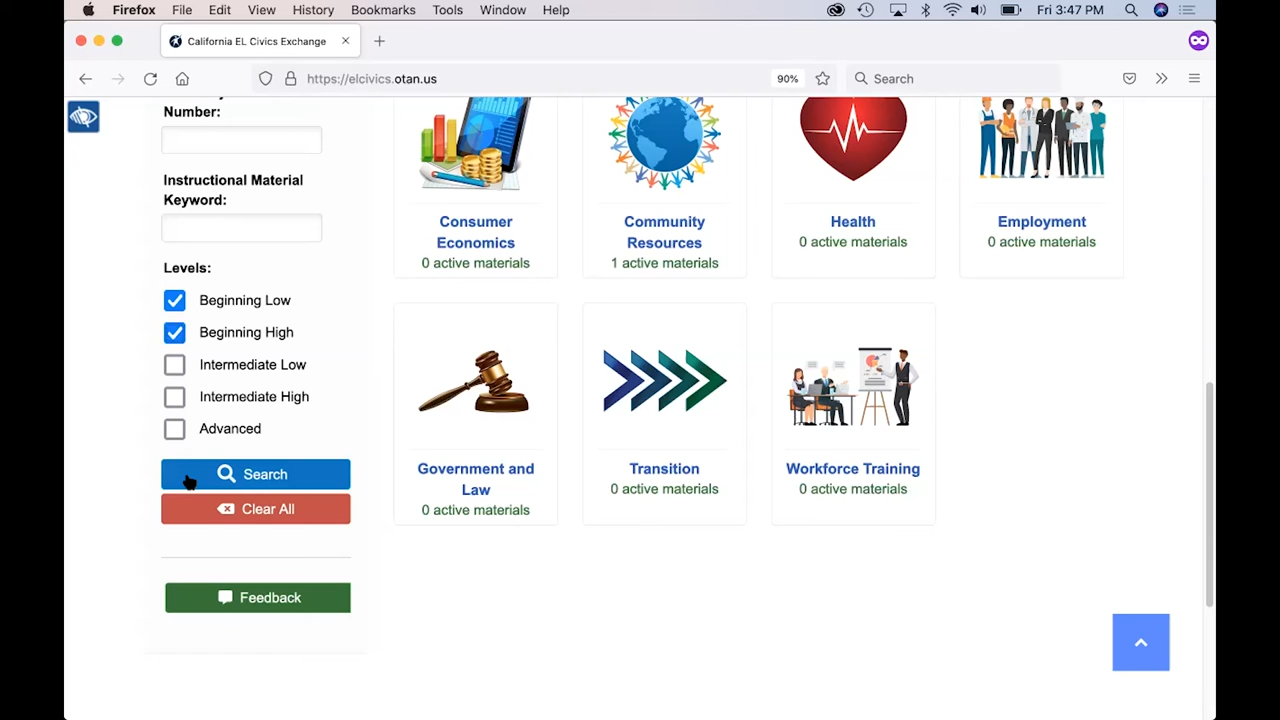 Firefox File Edit View History Bookmarks Tools Window Help Fri 3:47 PM
California EL Civics Exchange
https://elcivics.otan.us 90% Search
Number:
Instructional Material
Keyword:
Levels:
Beginning Low
Beginning High
Intermediate Low
Intermediate High
Advanced
Search
Clear All
Feedback
Consumer
Economics
0 active materials
Community
Resources
1 active materials
Health
0 active materials
Employment
0 active materials
Government and
Law
0 active materials
Transition
0 active materials
Workforce Training
0 active materials